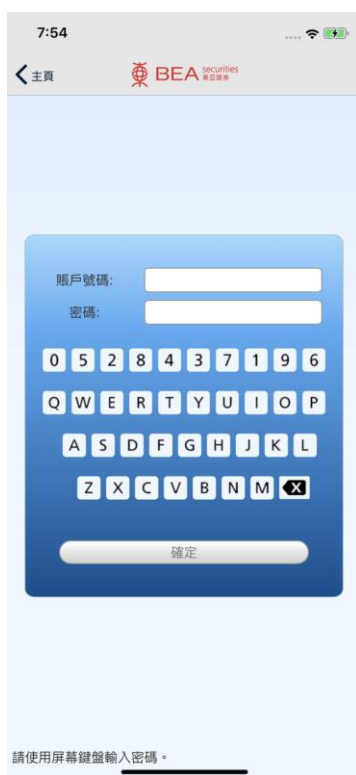 7:54
主頁
BEA securities
東亞證券
賬戶號碼:
密碼:
0 5 2 8 4 3 7 1 9 6
Q W E R T Y U I O P
A S D F G H J K L
Z X C V B N M X
確定
請使用屏幕鍵盤輸入密碼。